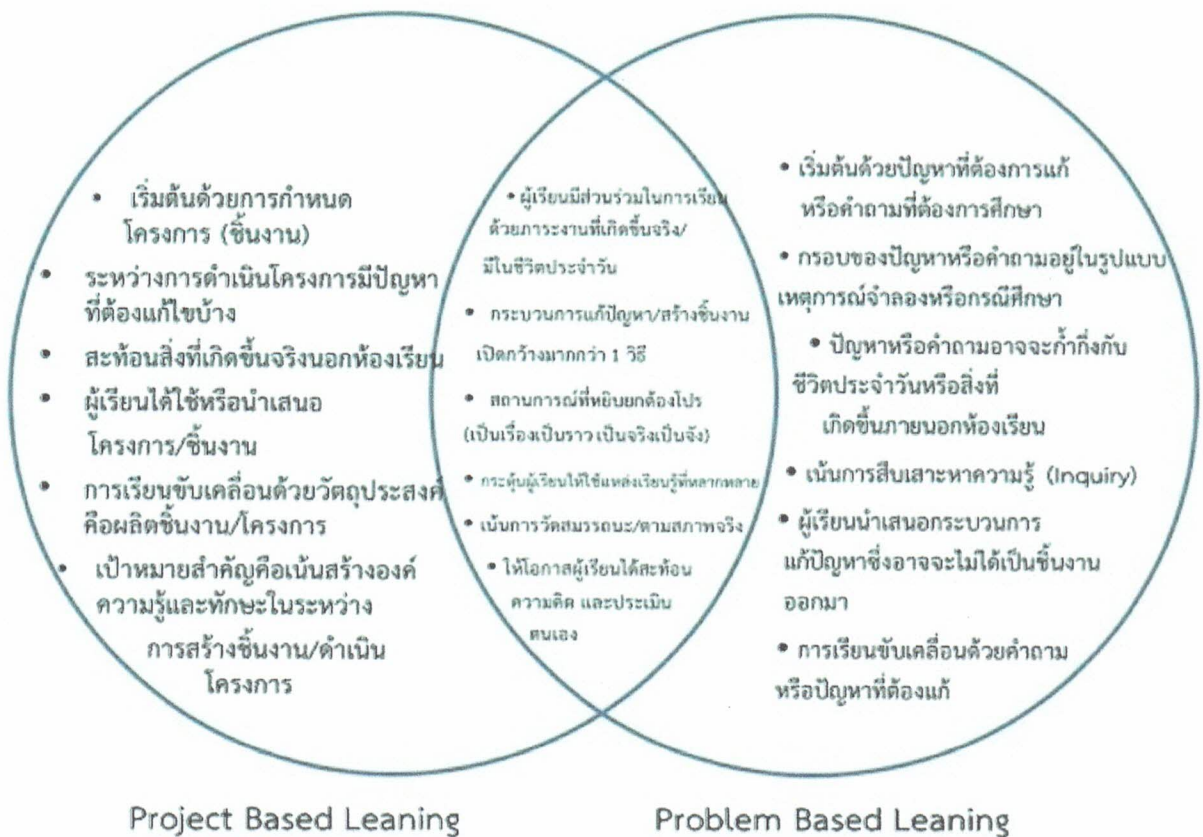 • เริ่มต้นด้วยการกำหนด
โครงการ (ชิ้นงาน)
• ระหว่างการดำเนินโครงการมีปัญหา
ที่ต้องแก้ไขบ้าง
• สะท้อนสิ่งที่เกิดขึ้นจริงนอกห้องเรียน
• ผู้เรียนได้ใช้หรือนำเสนอ
โครงการ/ชิ้นงาน
• การเรียนขับเคลื่อนด้วยวัตถุประสงค์
คือผลิตชิ้นงาน/โครงการ
• เป้าหมายสำคัญคือเน้นสร้างองค์
ความรู้และทักษะในระหว่าง
การสร้างชิ้นงาน/ดำเนิน
โครงการ
• ผู้เรียนมีส่วนร่วมในการเรียน
ด้วยภาระงานที่เกิดขึ้นจริง/
มีในชีวิตประจำวัน
• กระบวนการแก้ปัญหา/สร้างชิ้นงาน
เปิดกว้างมากกว่า 1 วิธี
• สถานการณ์ที่หยิบยกต้องโปร
(เป็นเรื่องเป็นราว เป็นจริงเป็นจัง)
• กระตุ้นผู้เรียนให้ใช้แหล่งเรียนรู้ที่หลากหลาย
• เน้นการวัดสมรรถนะ/ตามสภาพจริง
• ให้โอกาสผู้เรียนได้สะท้อน
ความคิด และประเมิน
ตนเอง
• เริ่มต้นด้วยปัญหาที่ต้องการแก้
หรือคำถามที่ต้องการศึกษา
• กรอบของปัญหาหรือคำถามอยู่ในรูปแบบ
เหตุการณ์จำลองหรือกรณีศึกษา
• ปัญหาหรือคำถามอาจจะก้ำกึ่งกับ
ชีวิตประจำวันหรือสิ่งที่
เกิดขึ้นภายนอกห้องเรียน
• เน้นการสืบเสาะหาความรู้ (Inquiry)
• ผู้เรียนนำเสนอกระบวนการ
แก้ปัญหาซึ่งอาจจะไม่ได้เป็นชิ้นงาน
ออกมา
• การเรียนขับเคลื่อนด้วยคำถาม
หรือปัญหาที่ต้องแก้
Project Based Leaning
Problem Based Leaning